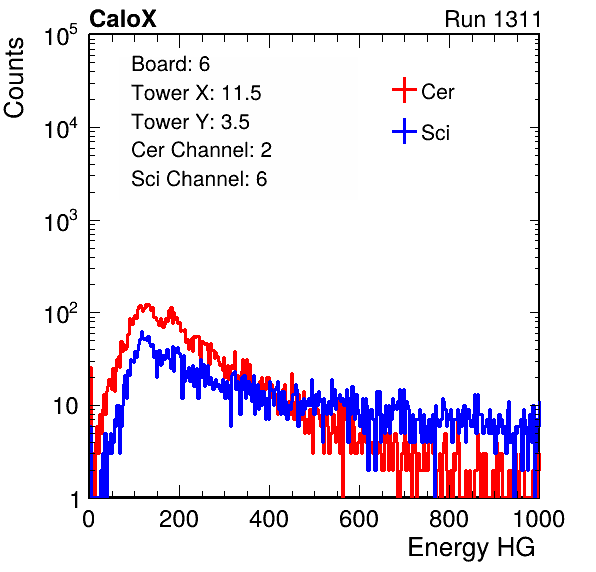 CaloX Run 1311
Counts
10^5
10^4
10^3
10^2
10
1
Board: 6
Tower X: 11.5
Tower Y: 3.5
Cer Channel: 2
Sci Channel: 6
Cer
Sci
0 200 400 600 800 1000
Energy HG